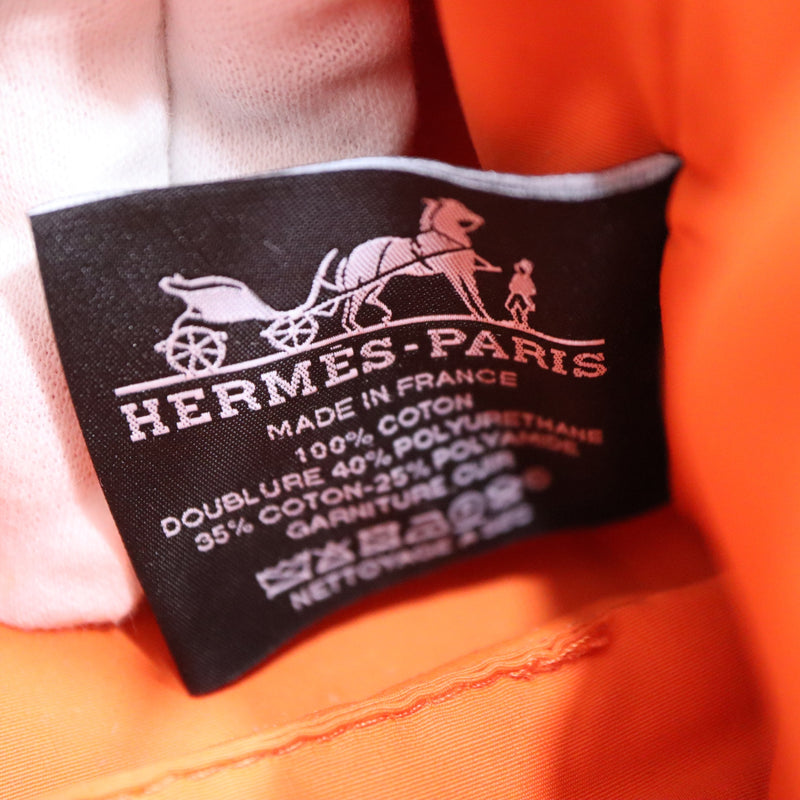 HERMÈS-PARIS
MADE IN FRANCE
100% COTON
DOUBLURE 40% POLYURETHANE
35% COTON-25% POLYAMIDE
GARNITURE CUIR
NETTOYAGE A SEC